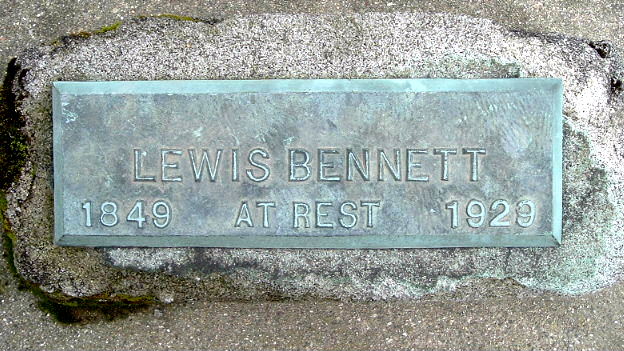 LEWIS BENNETT
1849 AT REST 1929